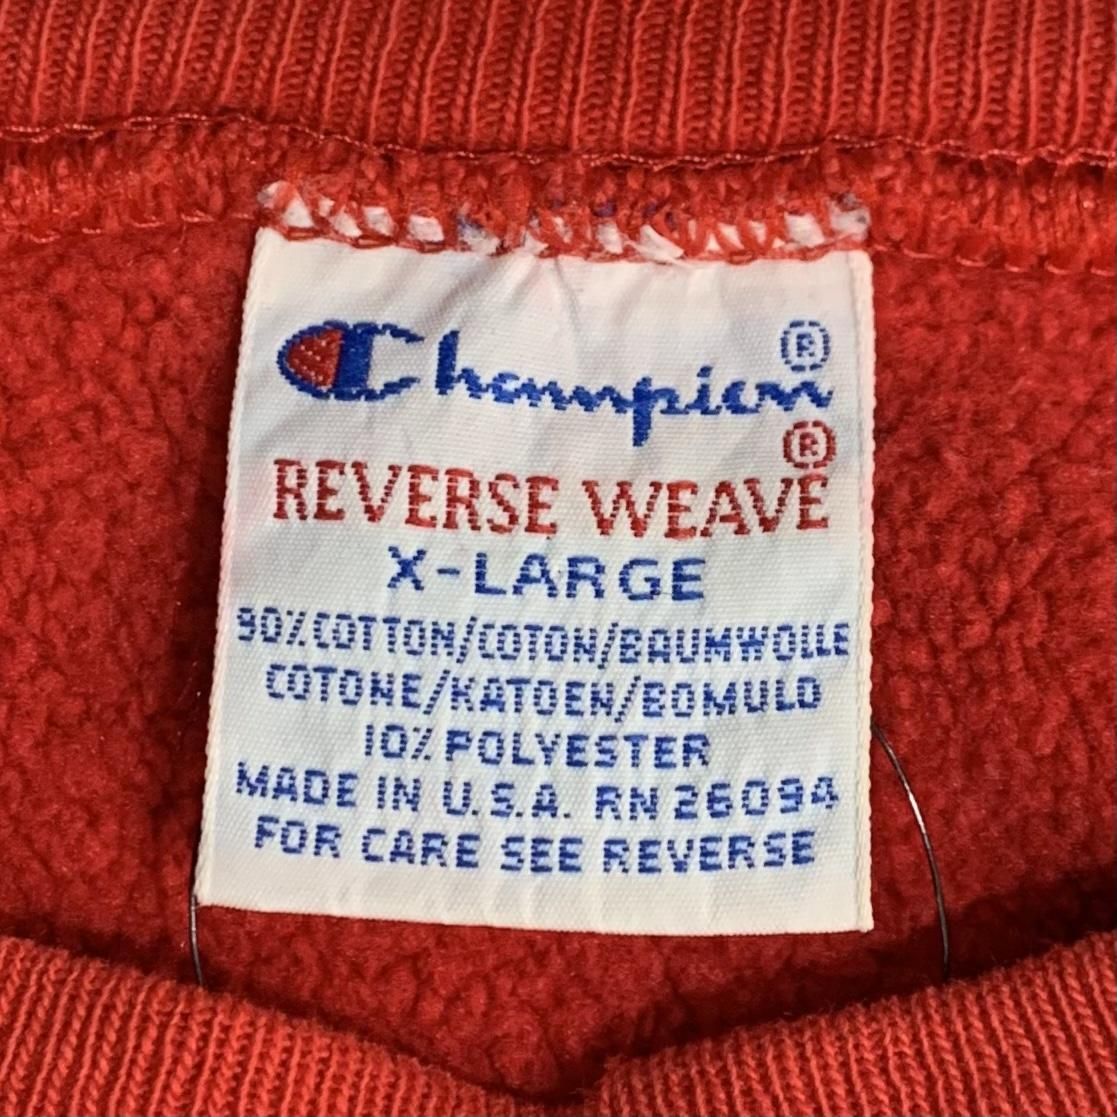 Champion®
REVERSE WEAVE®
X-LARGE
90% COTTON/COTON/BAUMWOLLE
COTONE/KATOEN/BOMULD
10% POLYESTER
MADE IN U.S.A. RN 26094
FOR CARE SEE REVERSE